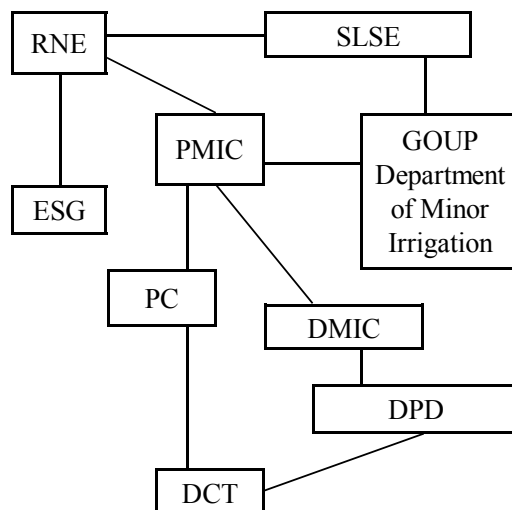 RNE
SLSE
PMIC
GOUP
Department
of Minor
Irrigation
ESG
PC
DMIC
DPD
DCT